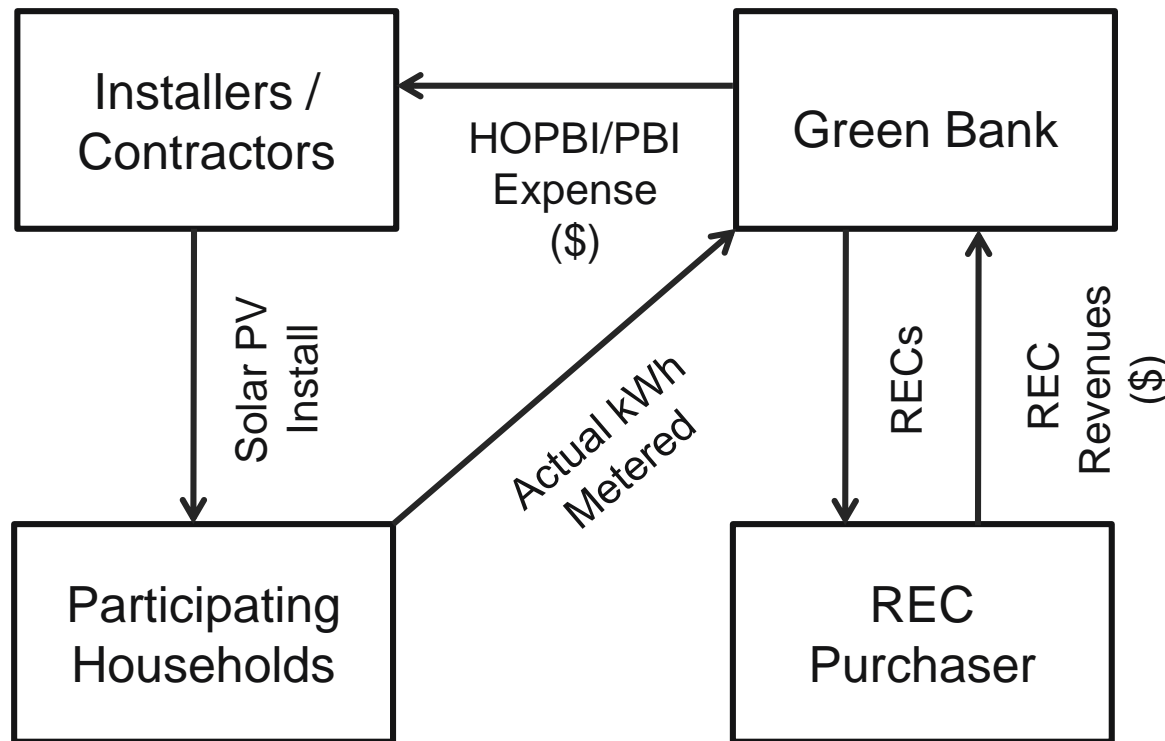 Installers /
Contractors
HOPBI/PBI
Expense
($)
Green Bank
Solar PV
Install
Actual kWh
Metered
RECs
REC
Revenues
($)
Participating
Households
REC
Purchaser